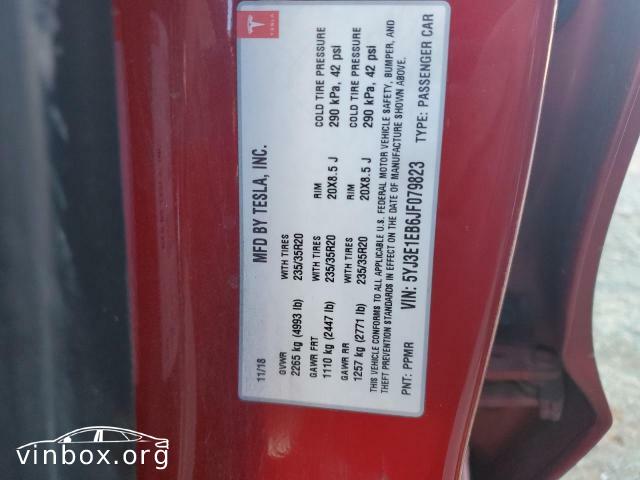 TESLA
11/18 MFD BY TESLA, INC.
GVWR WITH TIRES RIM COLD TIRE PRESSURE
2265 kg (4993 lb) 235/35R20 20X8.5 J 290 kPa, 42 psi
GAWR FRT WITH TIRES RIM COLD TIRE PRESSURE
1110 kg (2447 lb) 235/35R20 20X8.5 J 290 kPa, 42 psi
GAWR RR
1257 kg (2771 lb) 235/35R20
THIS VEHICLE CONFORMS TO ALL APPLICABLE U.S. FEDERAL MOTOR VEHICLE SAFETY, BUMPER, AND
THEFT PREVENTION STANDARDS IN EFFECT ON THE DATE OF MANUFACTURE SHOWN ABOVE.
PNT: PPMR VIN: 5YJ3E1EB6JF079823 TYPE: PASSENGER CAR
vinbox.org